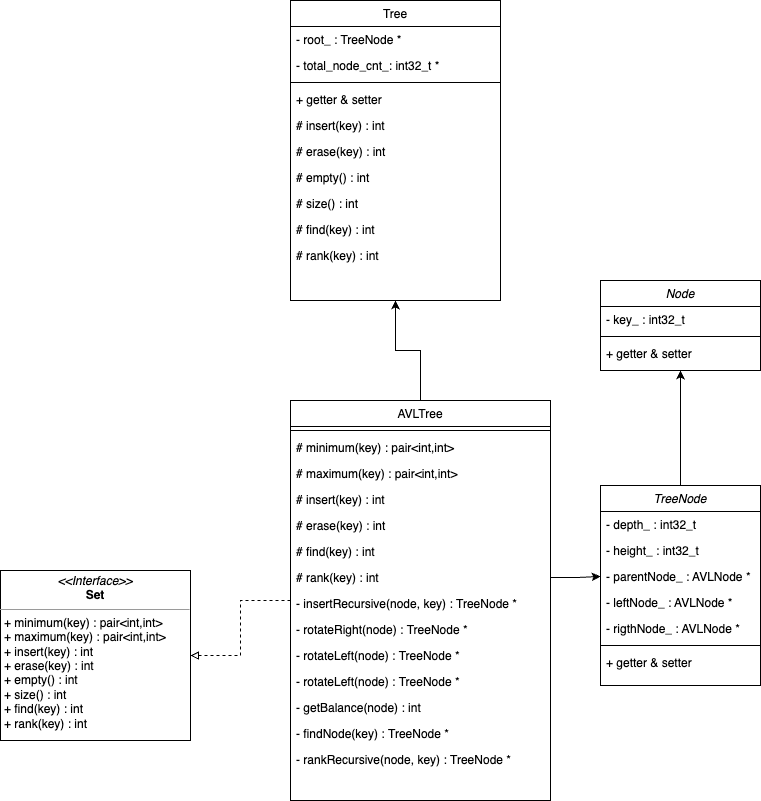 Tree
- root_ : TreeNode *
- total_node_cnt_: int32_t *
+ getter & setter
# insert(key) : int
# erase(key) : int
# empty() : int
# size() : int
# find(key) : int
# rank(key) : int
Node
- key_ : int32_t
+ getter & setter
AVLTree
# minimum(key) : pair<int,int>
# maximum(key) : pair<int,int>
# insert(key) : int
# erase(key) : int
# find(key) : int
# rank(key) : int
- insertRecursive(node, key) : TreeNode *
- rotateRight(node) : TreeNode *
- rotateLeft(node) : TreeNode *
- rotateLeft(node) : TreeNode *
- getBalance(node) : int
- findNode(key) : TreeNode *
- rankRecursive(node, key) : TreeNode *
TreeNode
- depth_ : int32_t
- height_ : int32_t
- parentNode_ : AVLNode *
- leftNode_ : AVLNode *
- rigthNode_ : AVLNode *
+ getter & setter
<<Interface>>
Set
+ minimum(key) : pair<int,int>
+ maximum(key) : pair<int,int>
+ insert(key) : int
+ erase(key) : int
+ empty() : int
+ size() : int
+ find(key) : int
+ rank(key) : int